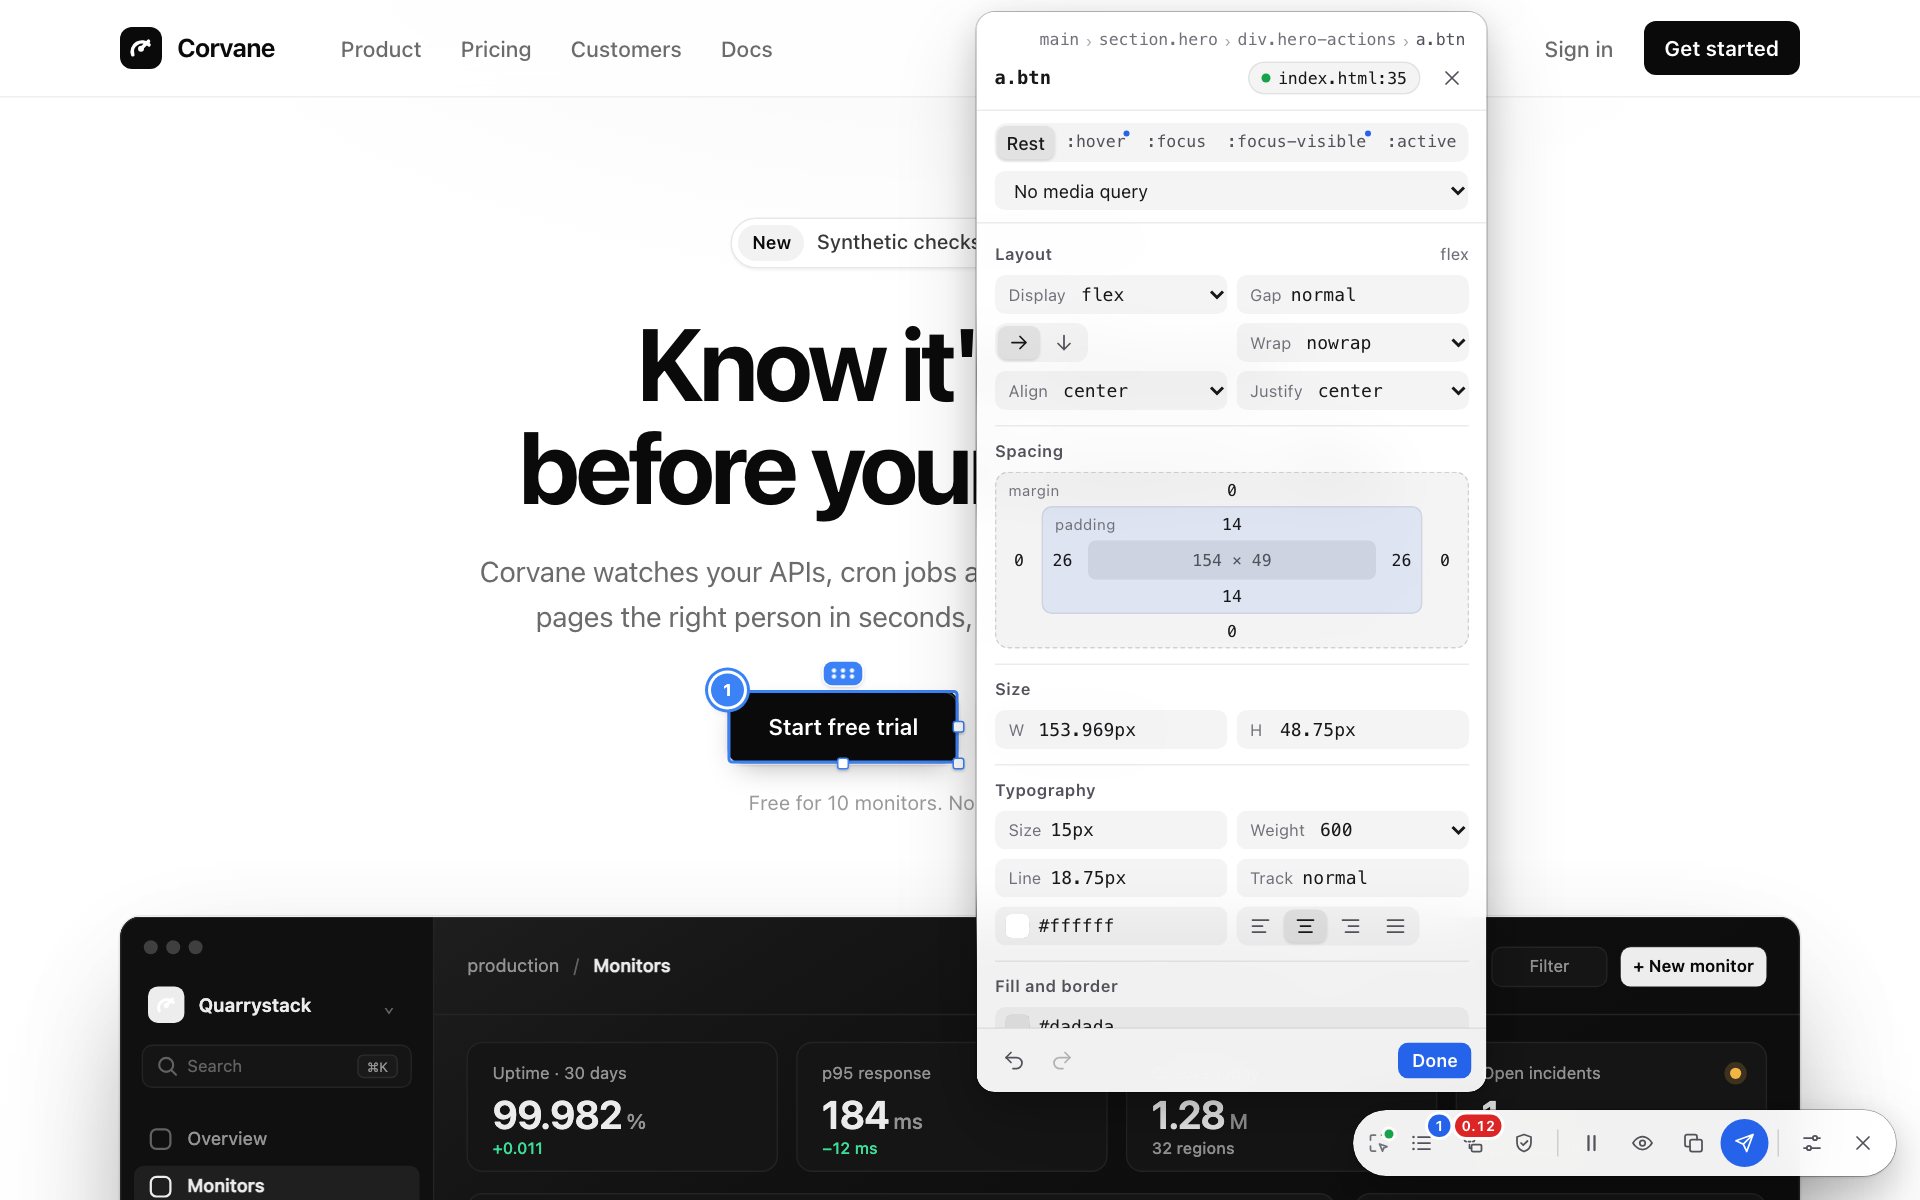 Corvane
Product
Pricing
Customers
Docs
Sign in
Get started
main › section.hero › div.hero-actions › a.btn
a.btn
index.html:35
Rest
:hover
:focus
:focus-visible
:active
No media query
Layout
flex
Display flex
Gap normal
Wrap nowrap
Align center
Justify center
Spacing
margin
0
padding
14
0
26
154 × 49
26
0
14
0
Size
W 153.969px
H 48.75px
Typography
Size 15px
Weight 600
Line 18.75px
Track normal
#ffffff
Fill and border
#dadada
Done
New
Synthetic checks
Know it'
before your
Corvane watches your APIs, cron jobs a
pages the right person in seconds,
1
Start free trial
Free for 10 monitors. No
Quarrystack
Search
⌘K
Overview
Monitors
production / Monitors
Filter
+ New monitor
Uptime · 30 days
99.982 %
+0.011
p95 response
184 ms
−12 ms
1.28 M
32 regions
Open incidents
1
1
0.12